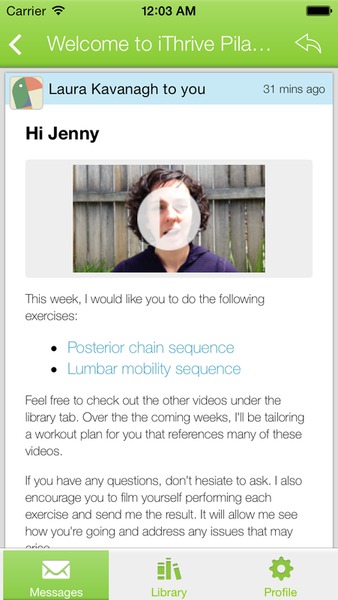 Carrier 12:03 AM
Welcome to iThrive Pila...
Laura Kavanagh to you 31 mins ago
Hi Jenny
This week, I would like you to do the following
exercises:
• Posterior chain sequence
• Lumbar mobility sequence
Feel free to check out the other videos under the
library tab. Over the the coming weeks, I'll be tailoring
a workout plan for you that references many of these
videos.
If you have any questions, don't hesiate to ask. I also
encourage you to film yourself performing each
exercise and send me the result. It will allow me see
how you're going and address any issues that may
arise
Messages Library Profile